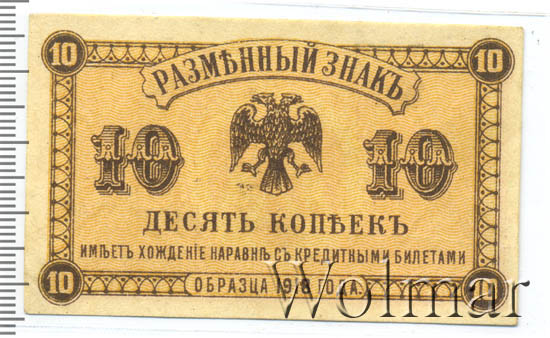 10 10
РАЗМѢННЫЙ ЗНАКЪ
10 10
ДЕСЯТЬ КОПѢЕКЪ
ИМѢЕТЪ ХОЖДЕНІЕ НАРАВНѢ СЪ КРЕДИТНЫМИ БИЛЕТАМИ
10 ОБРАЗЦА 1918 ГОДА. 10
Wolmar